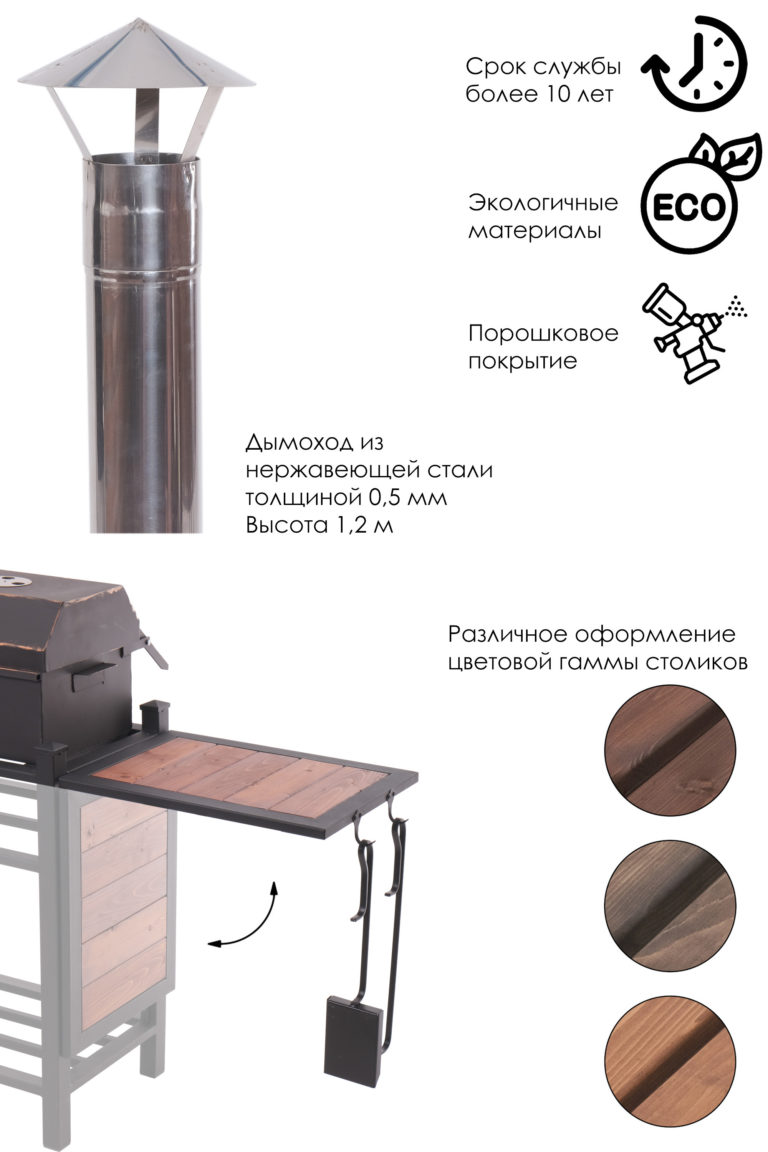 Срок службы
более 10 лет
Экологичные
материалы
ECO
Порошковое
покрытие
Дымоход из
нержавеющей стали
толщиной 0,5 мм
Высота 1,2 м
Различное оформление
цветовой гаммы столиков